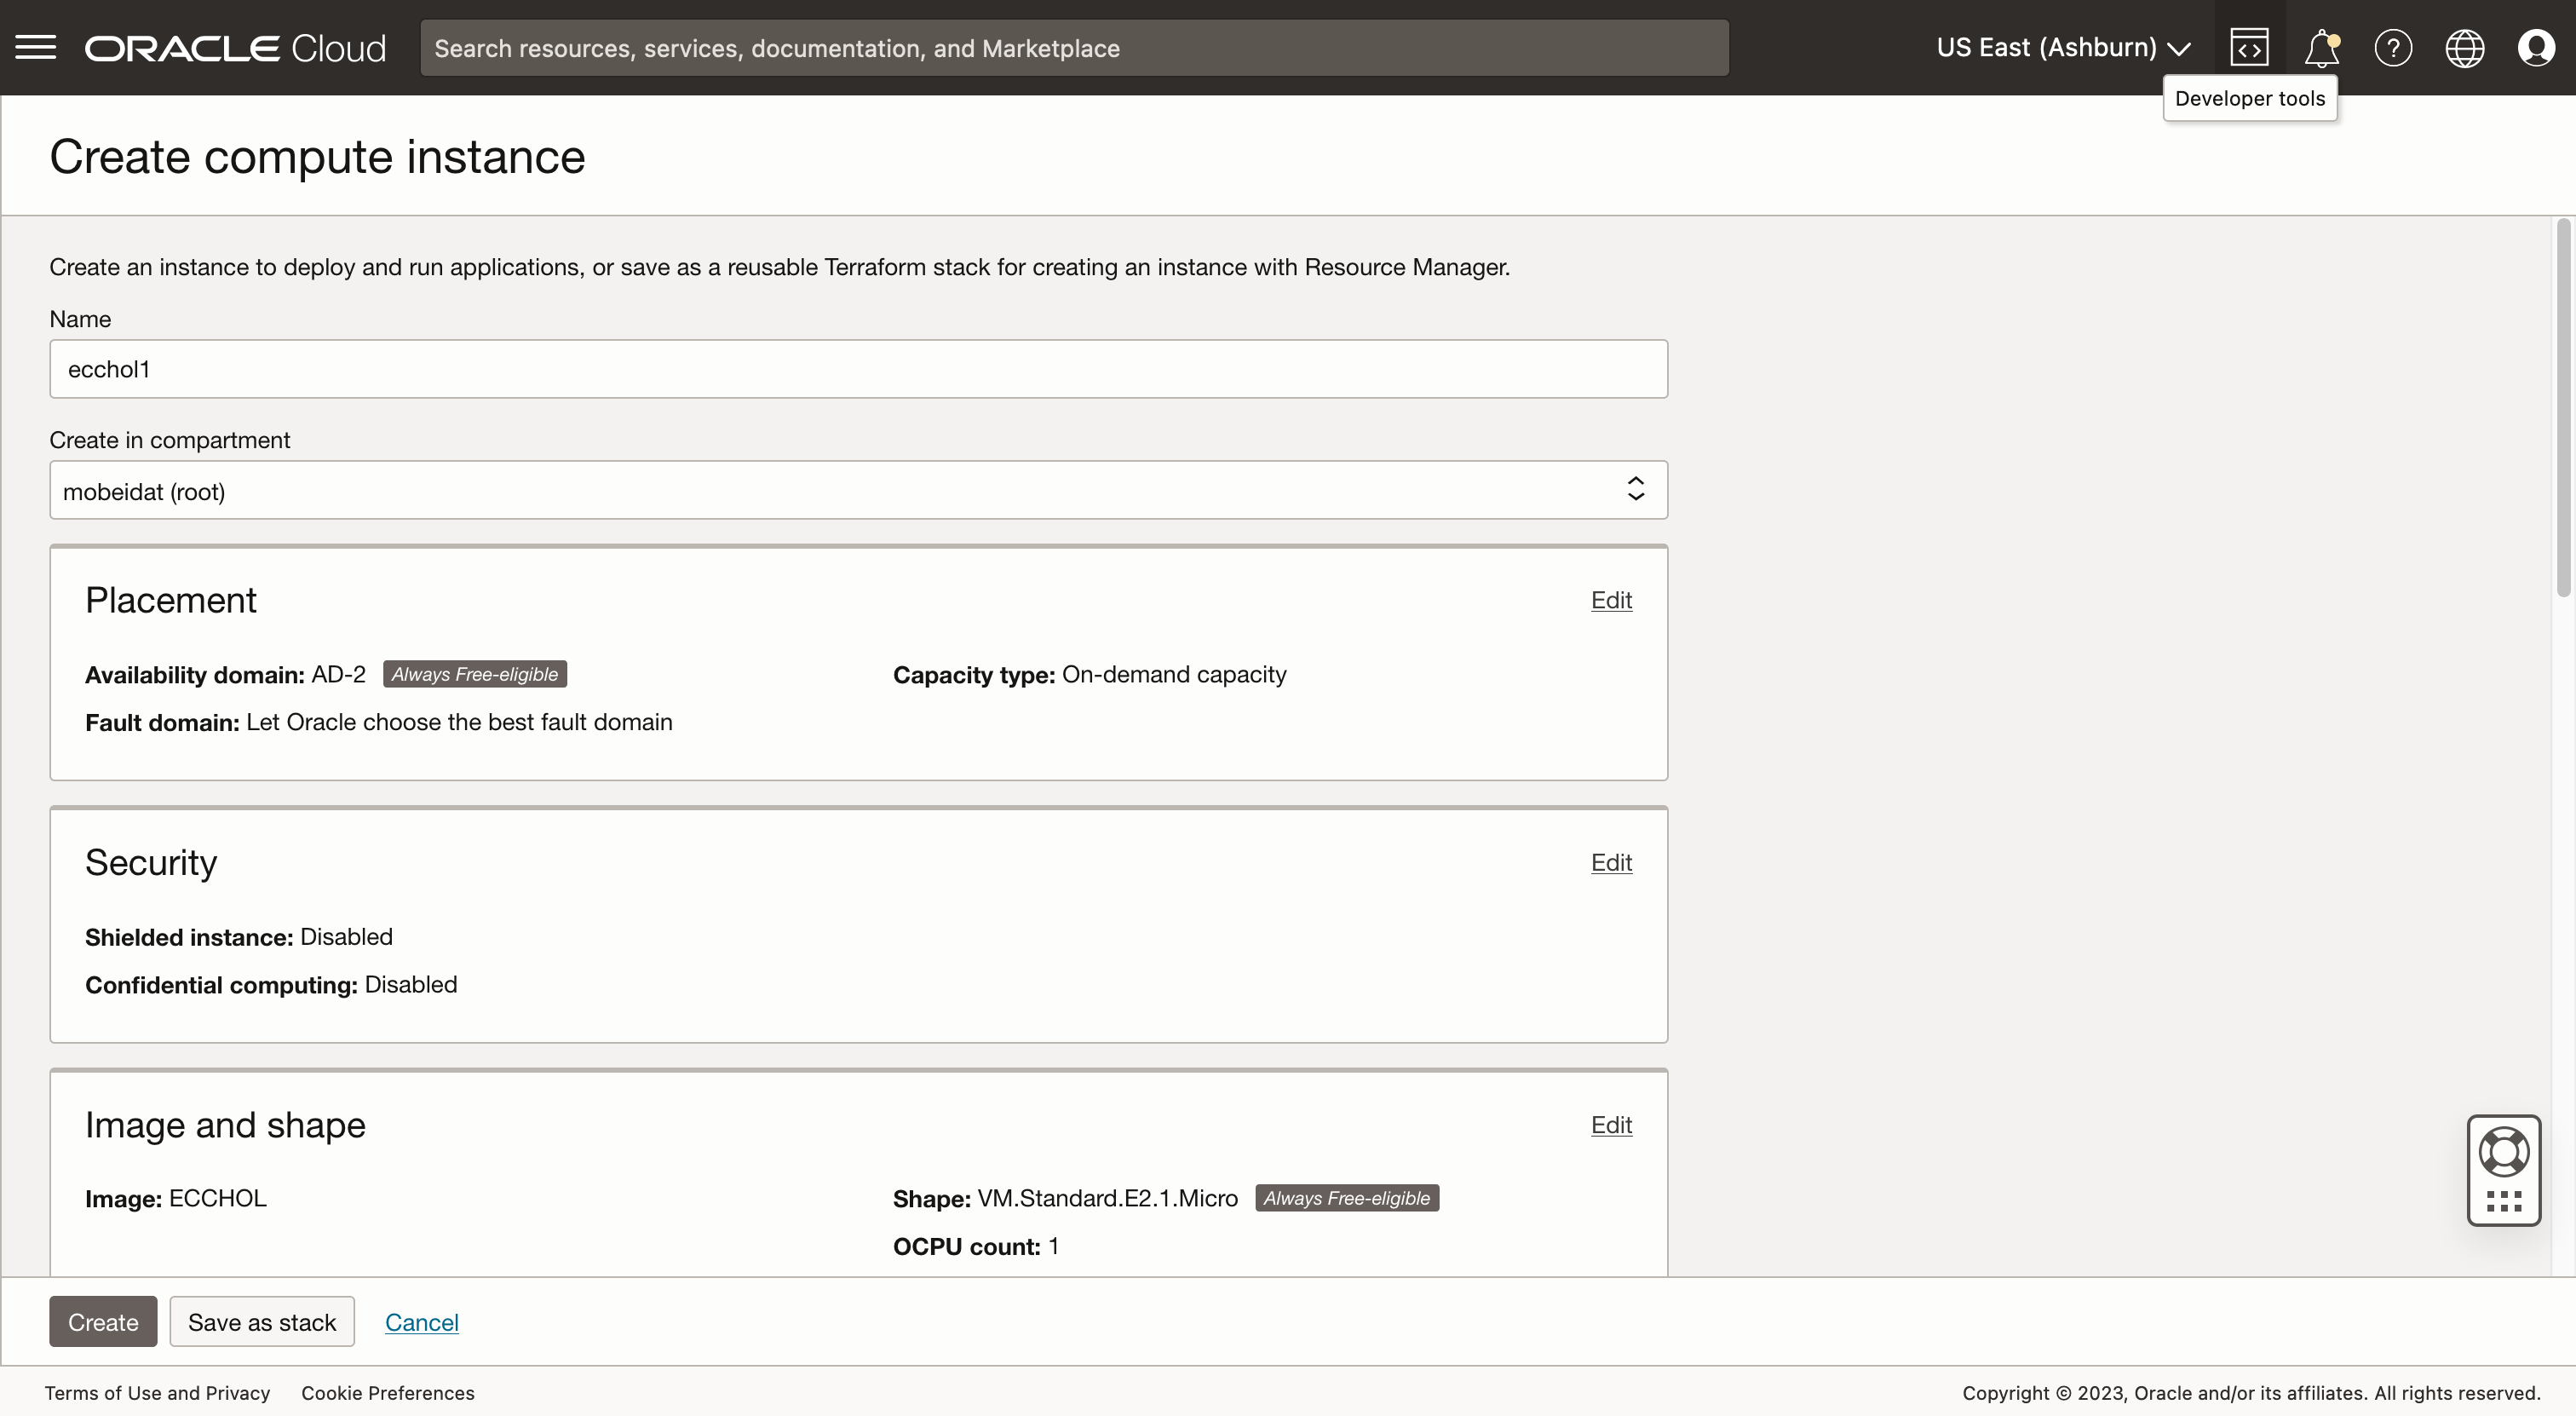 ORACLE Cloud
Search resources, services, documentation, and Marketplace
US East (Ashburn)
Developer tools
Create compute instance
Create an instance to deploy and run applications, or save as a reusable Terraform stack for creating an instance with Resource Manager.
Name
ecchol1
Create in compartment
mobeidat (root)
Placement
Edit
Availability domain: AD-2 Always Free-eligible
Capacity type: On-demand capacity
Fault domain: Let Oracle choose the best fault domain
Security
Edit
Shielded instance: Disabled
Confidential computing: Disabled
Image and shape
Edit
Image: ECCHOL
Shape: VM.Standard.E2.1.Micro Always Free-eligible
OCPU count: 1
Create
Save as stack
Cancel
Terms of Use and Privacy
Cookie Preferences
Copyright © 2023, Oracle and/or its affiliates. All rights reserved.